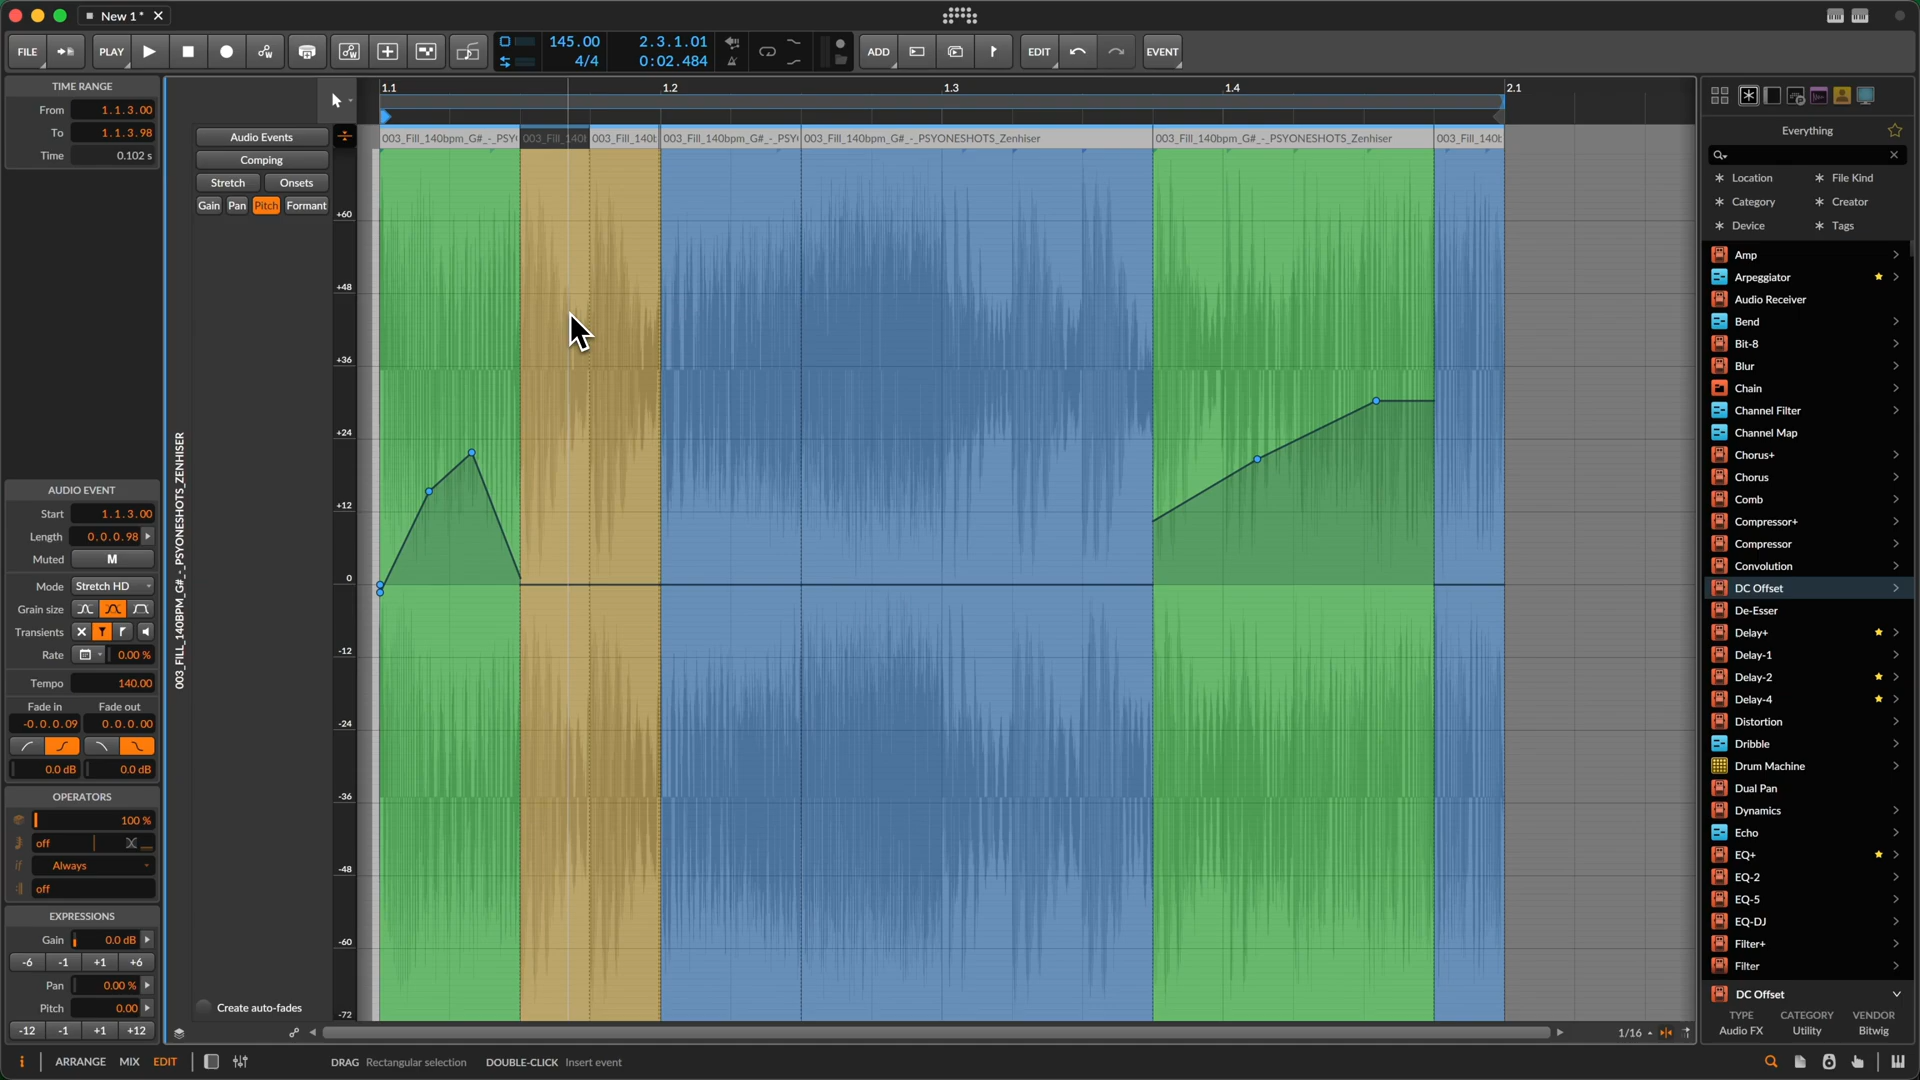 New 1*
FILE PLAY 145.00 4/4 2.3.1.01 0:02.484 ADD EDIT EVENT
TIME RANGE
From 1.1.3.00
To 1.1.3.98
Time 0.102 s
AUDIO EVENT
Start 1.1.3.00
Length 0.0.0.98
Muted M
Mode Stretch HD
Grain size
Transients
Rate 0.00 %
Tempo 140.00
Fade in Fade out
-0.0.0.09 0.0.0.00
0.0 dB 0.0 dB
OPERATORS
100 %
off
if Always
off
EXPRESSIONS
Gain 0.0 dB
-6 -1 +1 +6
Pan 0.00 %
Pitch 0.00
-12 -1 +1 +12
003_FILL_140BPM_G#_-_PSYONESHOTS_ZENHISER
Audio Events
Comping
Stretch Onsets
Gain Pan Pitch Formant
Create auto-fades
1.1 1.2 1.3 1.4 2.1
003_Fill_140bpm_G#_-_PSY 003_Fill_140 003_Fill_140b 003_Fill_140bpm_G#_-_PSY 003_Fill_140bpm_G#_-_PSYONESHOTS_Zenhiser 003_Fill_140bpm_G#_-_PSYONESHOTS_Zenhiser 003_Fill_140b
+60
+48
+36
+24
+12
0
-12
-24
-36
-48
-60
-72
1/16
Everything
Location File Kind
Category Creator
Device Tags
Amp
Arpeggiator
Audio Receiver
Bend
Bit-8
Blur
Chain
Channel Filter
Channel Map
Chorus+
Chorus
Comb
Compressor+
Compressor
Convolution
DC Offset
De-Esser
Delay+
Delay-1
Delay-2
Delay-4
Distortion
Dribble
Drum Machine
Dual Pan
Dynamics
Echo
EQ+
EQ-2
EQ-5
EQ-DJ
Filter+
Filter
DC Offset
TYPE CATEGORY VENDOR
Audio FX Utility Bitwig
i ARRANGE MIX EDIT DRAG Rectangular selection DOUBLE-CLICK Insert event